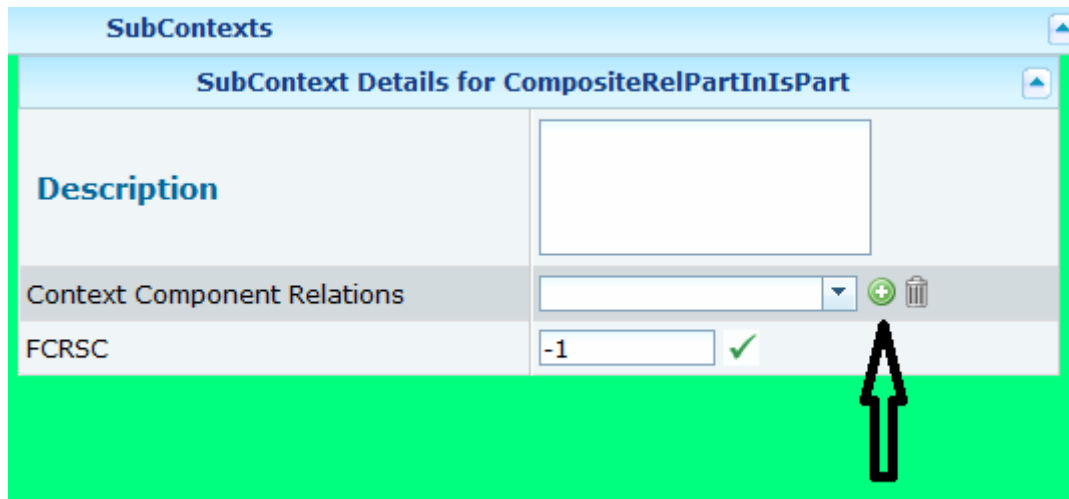 SubContexts
SubContext Details for CompositeRelPartInIsPart
Description
Context Component Relations
FCRSC -1